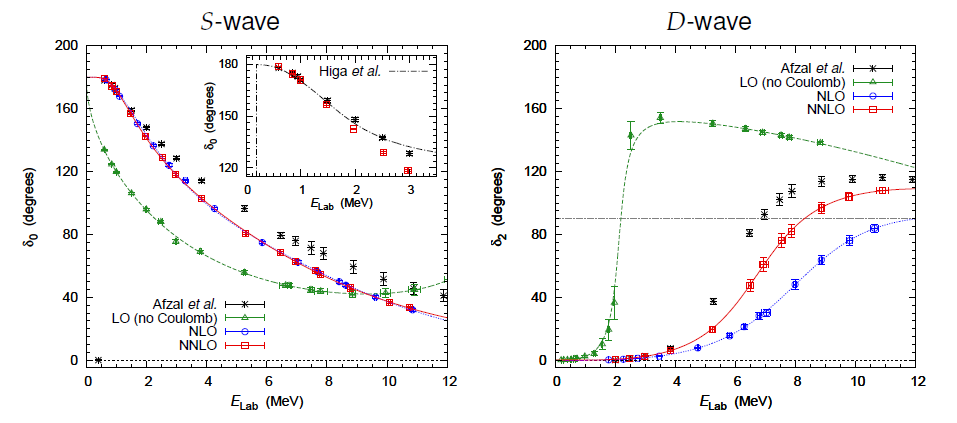 S-wave
D-wave
200
160
120
80
40
0
0
2
4
6
8
10
12
δ0 (degrees)
ELab (MeV)
Afzal et al.
LO (no Coulomb)
NLO
NNLO
180
150
120
0
1
2
3
δ0 (degrees)
ELab (MeV)
Higa et al.
200
160
120
80
40
0
0
2
4
6
8
10
12
δ2 (degrees)
ELab (MeV)
Afzal et al.
LO (no Coulomb)
NLO
NNLO